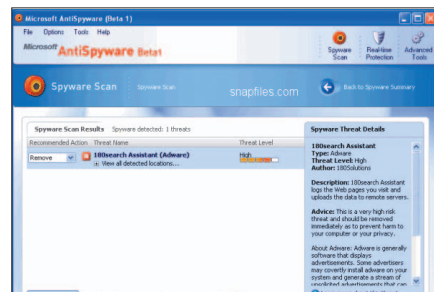 Microsoft AntiSpyware (Beta 1)
File Options Tools Help
Microsoft AntiSpyware Beta1
Spyware Scan
Real-time Protection
Advanced Tools
Spyware Scan Spyware Scan
snapfiles.com
Back to Spyware Summary
Spyware Scan Results Spyware detected: 1 threats
Recommended Action Threat Name Threat Level
Remove 180search Assistant (Adware) High
View all detected locations...
Spyware Threat Details
180search Assistant
Type: Adware
Threat Level: High
Author: 180Solutions
Description: 180search Assistant
logs the Web pages you visit and
uploads the data to remote servers.
Advice: This is a very high risk
threat and should be removed
immediately as to prevent harm to
your computer or your privacy.
About Adware: Adware is generally
software that displays
advertisements. Some advertisers
may covertly install adware on your
system and generate a stream of
unsolicited advertisements that can